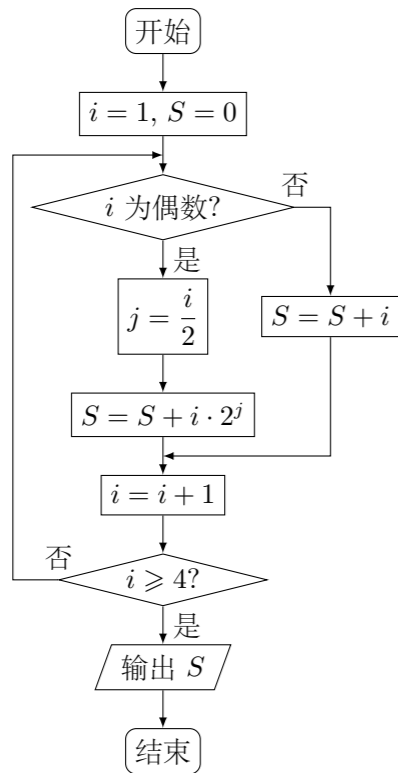 开始
i = 1, S = 0
i 为偶数?
否
是
j = i/2
S = S + i
S = S + i · 2^j
i = i + 1
否
i ⩾ 4?
是
输出 S
结束